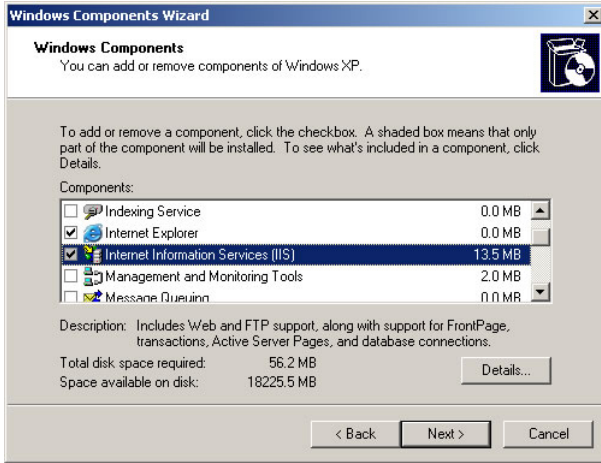 Windows Components Wizard
Windows Components
You can add or remove components of Windows XP.
To add or remove a component, click the checkbox. A shaded box means that only
part of the component will be installed. To see what's included in a component, click
Details.
Components:
Indexing Service 0.0 MB
Internet Explorer 0.0 MB
Internet Information Services (IIS) 13.5 MB
Management and Monitoring Tools 2.0 MB
Message Queuing 0.0 MB
Description: Includes Web and FTP support, along with support for FrontPage,
transactions, Active Server Pages, and database connections.
Total disk space required: 56.2 MB
Space available on disk: 18225.5 MB
Details...
< Back Next > Cancel